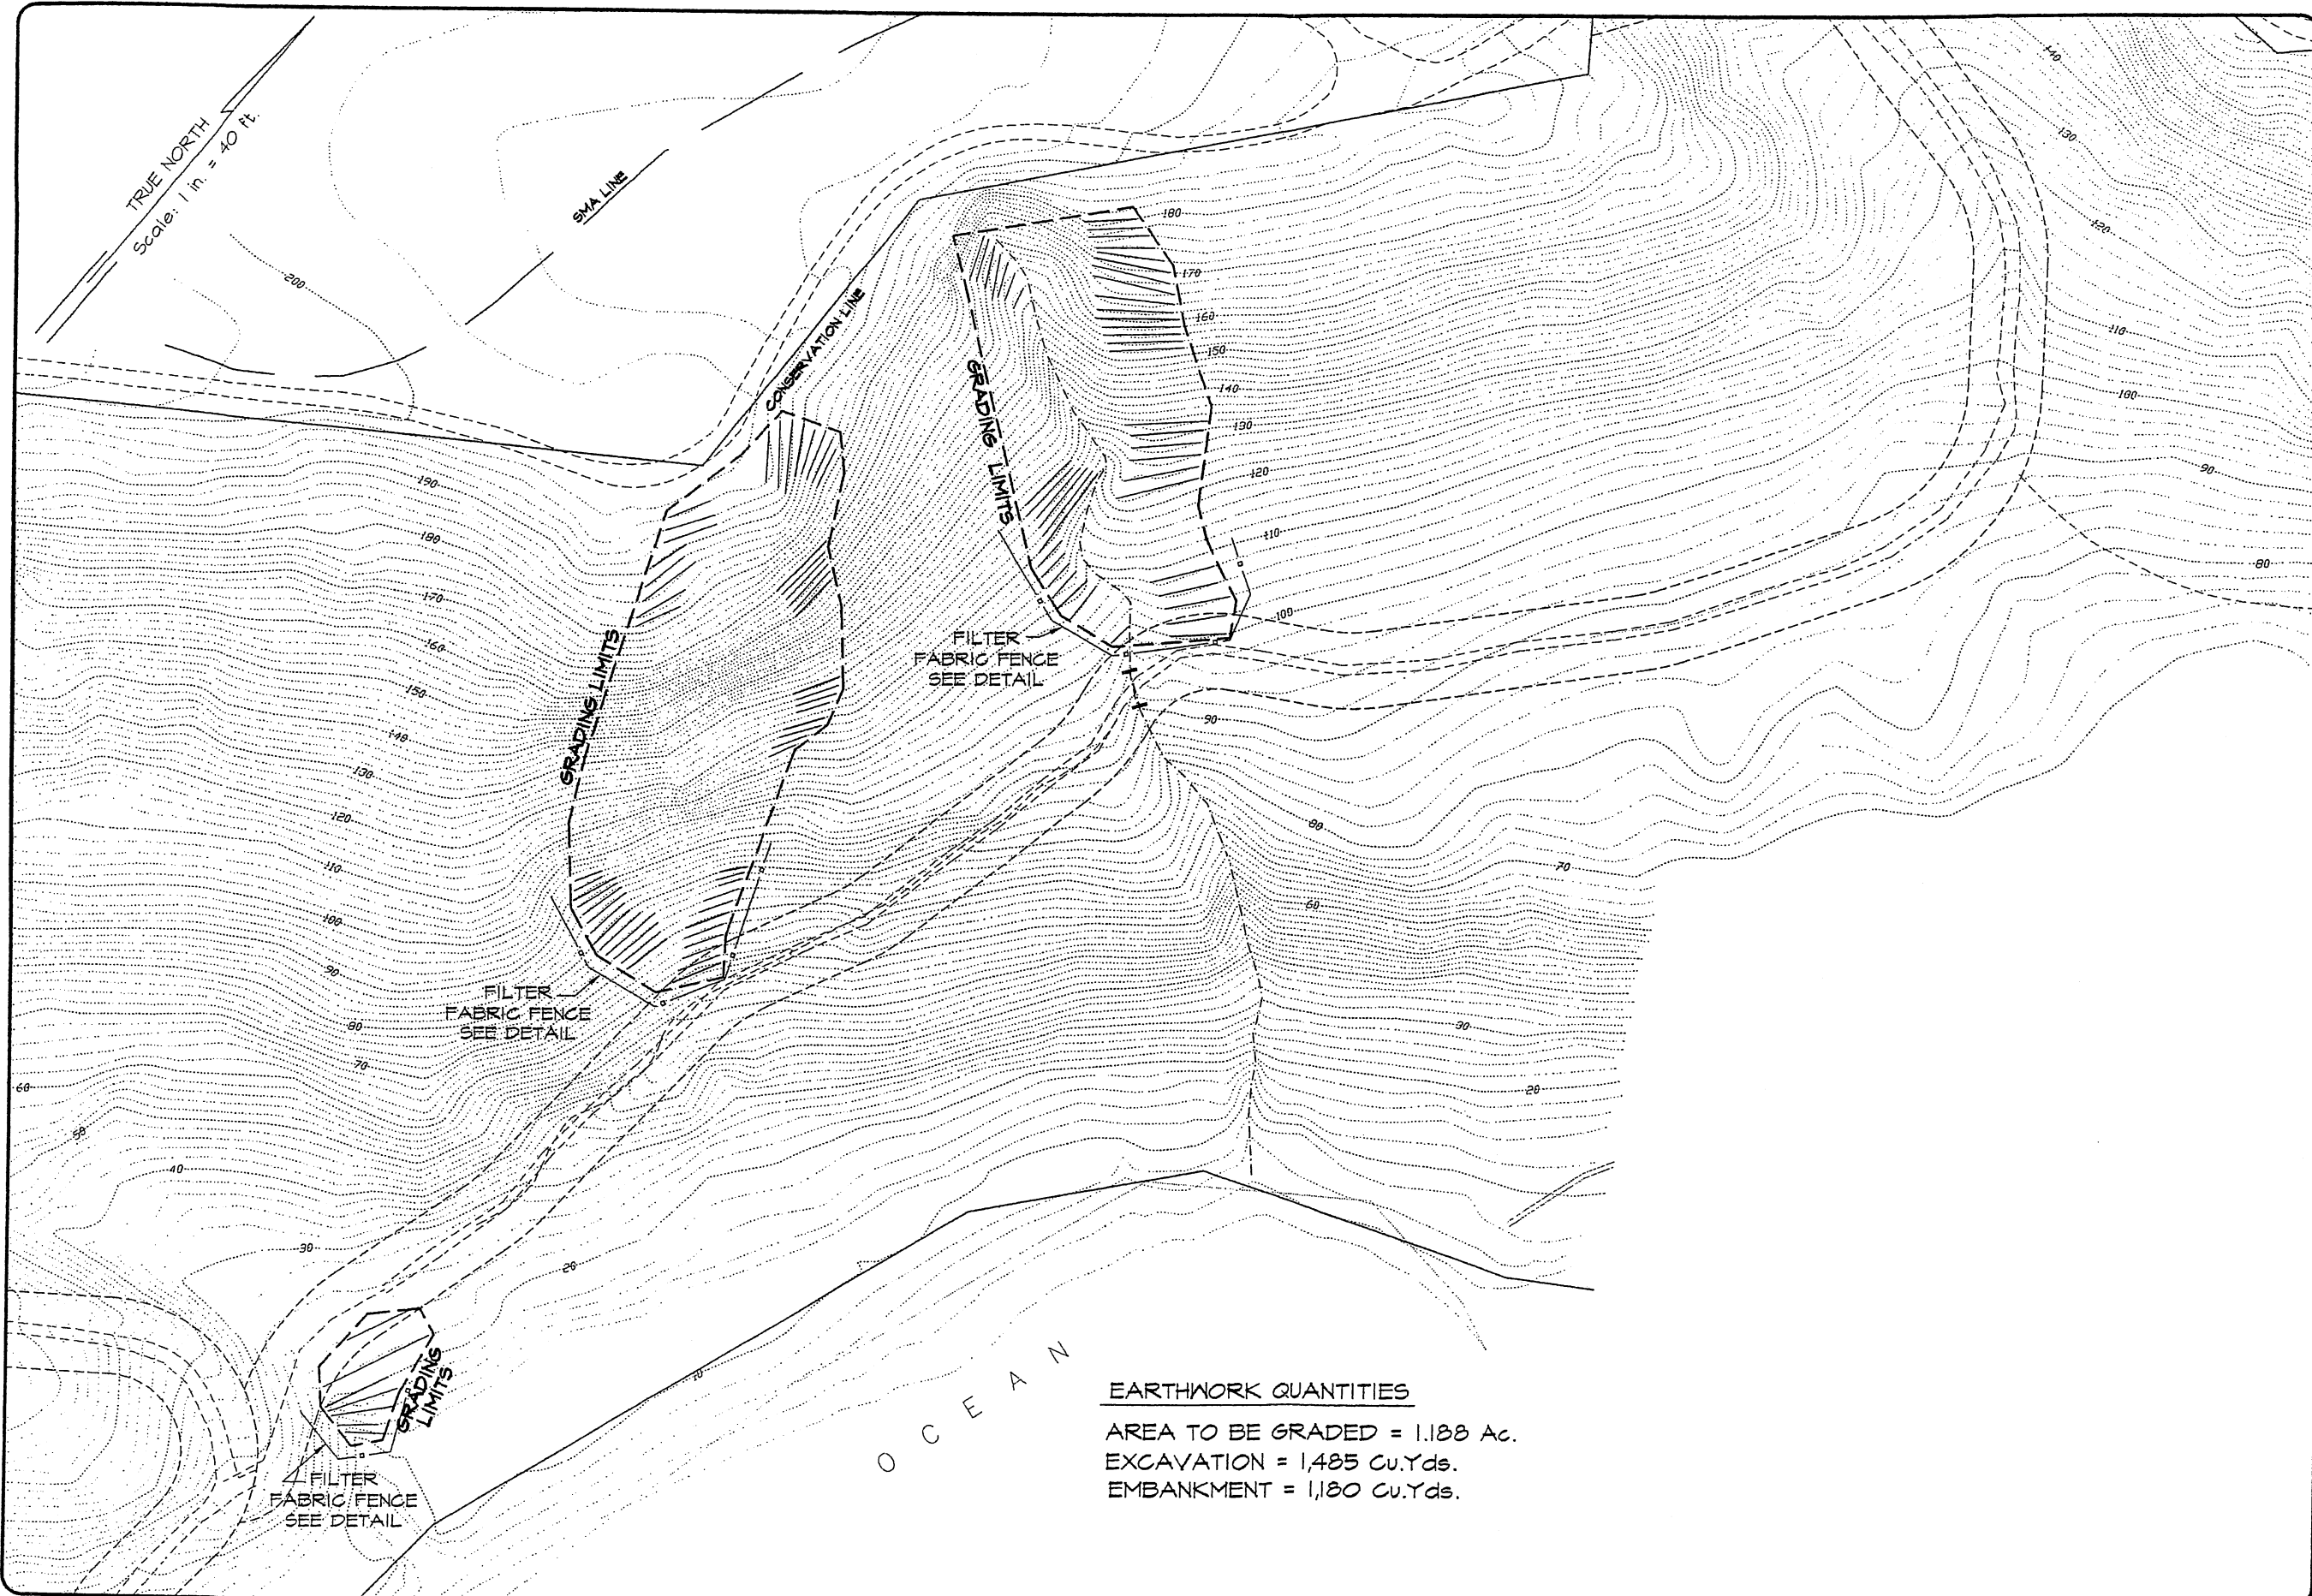 TRUE NORTH
Scale: 1 in. = 40 ft.
SMA LINE
200
CONSERVATION LINE
140
130
120
110
100
90
80
180
170
160
150
140
130
120
110
100
GRADING LIMITS
FILTER
FABRIC FENCE
SEE DETAIL
90
80
70
60
30
20
190
180
170
160
150
140
130
120
110
100
90
80
70
60
50
40
30
20
10
GRADING LIMITS
FILTER
FABRIC FENCE
SEE DETAIL
GRADING
LIMITS
FILTER
FABRIC FENCE
SEE DETAIL
OCEAN
EARTHWORK QUANTITIES
AREA TO BE GRADED = 1.188 Ac.
EXCAVATION = 1,485 Cu.Yds.
EMBANKMENT = 1,180 Cu.Yds.